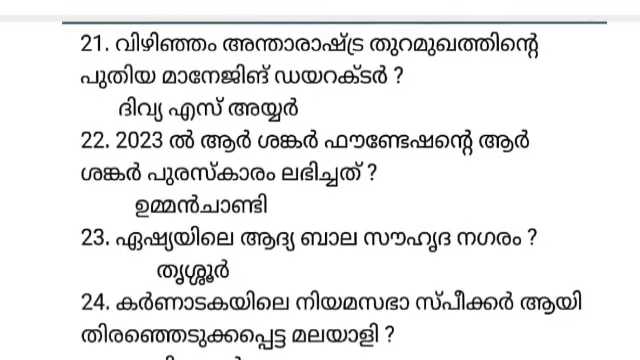 21. വിഴിഞ്ഞം അന്താരാഷ്ട്ര തുറമുഖത്തിന്റെ
പുതിയ മാനേജിങ് ഡയറക്ടർ ?
ദിവ്യ എസ് അയ്യർ
22. 2023 ൽ ആർ ശങ്കർ ഫൗണ്ടേഷന്റെ ആർ
ശങ്കർ പുരസ്കാരം ലഭിച്ചത് ?
ഉമ്മൻചാണ്ടി
23. ഏഷ്യയിലെ ആദ്യ ബാല സൗഹൃദ നഗരം ?
തൃശ്ശൂർ
24. കർണാടകയിലെ നിയമസഭാ സ്പീക്കർ ആയി
തിരഞ്ഞെടുക്കപ്പെട്ട മലയാളി ?